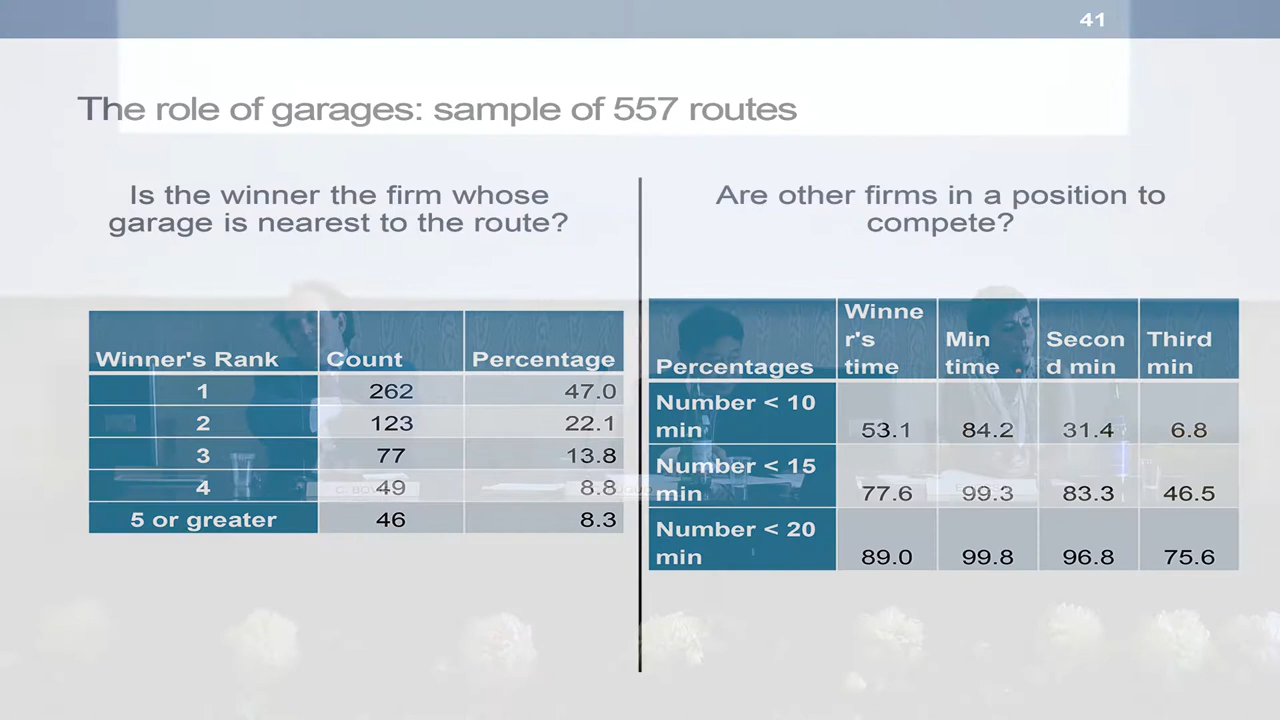 41
The role of garages: sample of 557 routes
Is the winner the firm whose
garage is nearest to the route?
Winner's Rank Count Percentage
1 262 47.0
2 123 22.1
3 77 13.8
4 49 8.8
5 or greater 46 8.3
Are other firms in a position to
compete?
Percentages Winne
r's
time Min
time Secon
d min Third
min
Number < 10
min 53.1 84.2 31.4 6.8
Number < 15
min 77.6 99.3 83.3 46.5
Number < 20
min 89.0 99.8 96.8 75.6